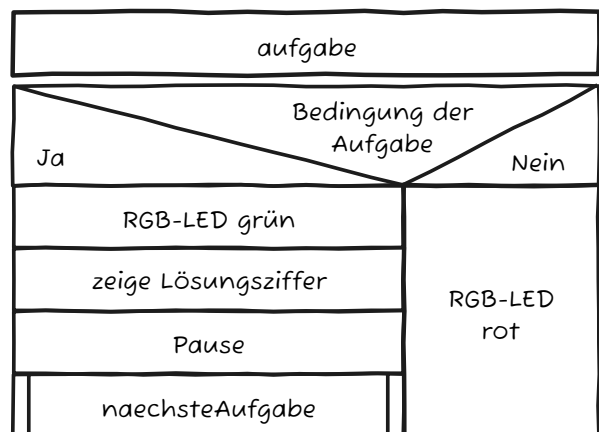 aufgabe
Bedingung der
Aufgabe
Ja
Nein
RGB-LED grün
zeige Lösungsziffer
Pause
naechsteAufgabe
RGB-LED
rot